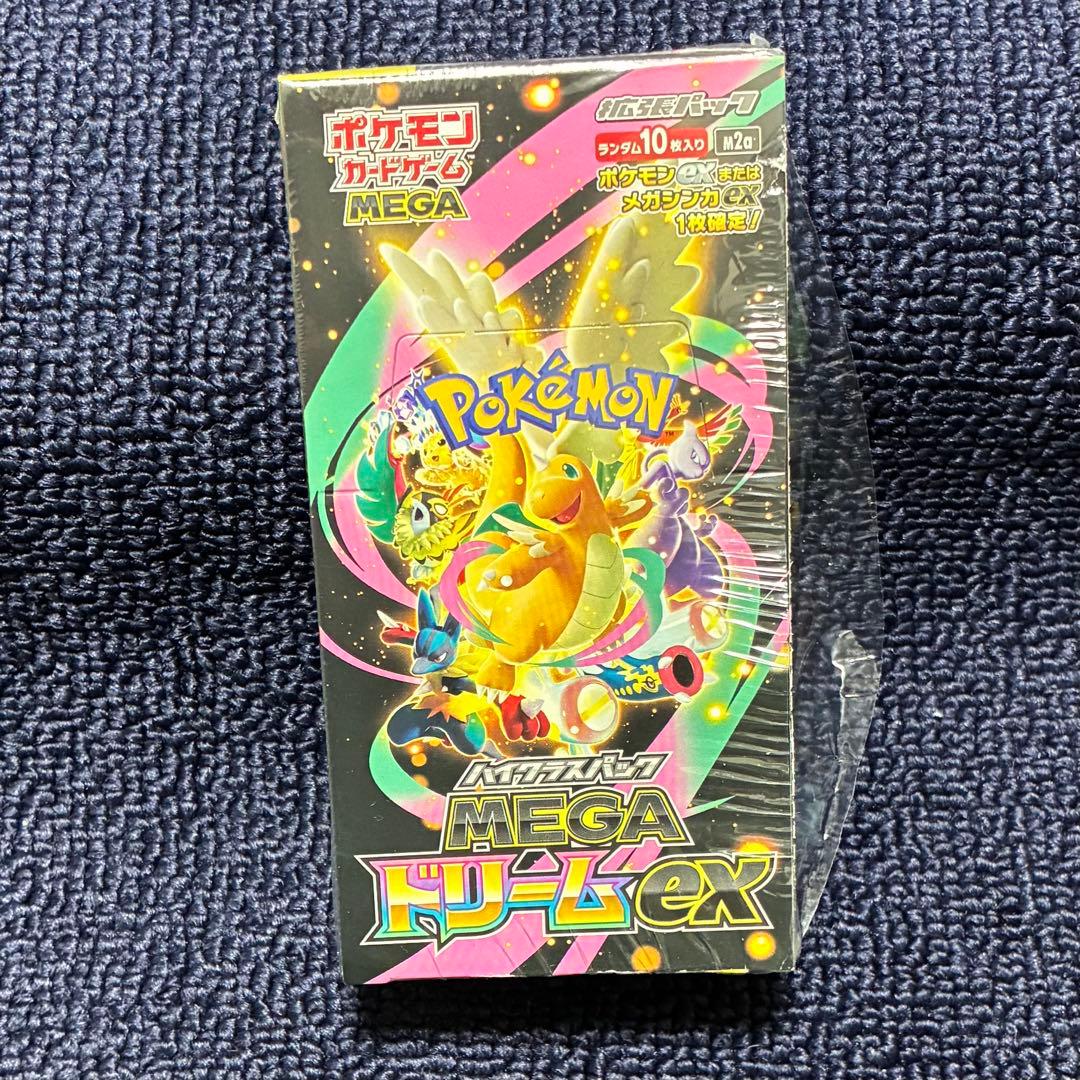 ポケモン
カードゲーム
MEGA
拡張パック
ランダム10枚入り M2a
ポケモンexまたは
メガシンカex
1枚確定!
POKéMON
TM
ハイクラスパック
MEGA
ドリームex